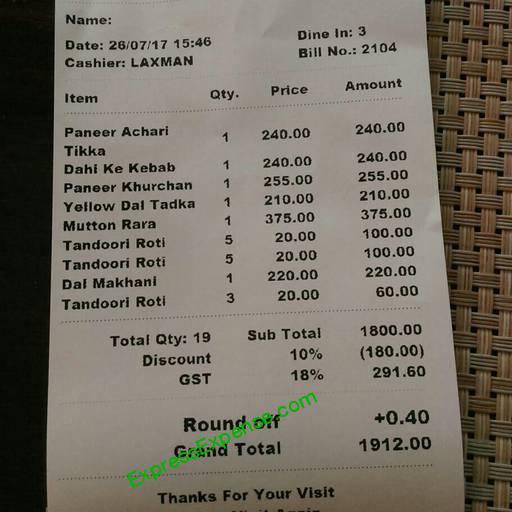 Name:
Date: 26/07/17 15:46 Dine In: 3
Cashier: LAXMAN Bill No.: 2104
Item Qty. Price Amount
Paneer Achari 1 240.00 240.00
Tikka
Dahi Ke Kebab 1 240.00 240.00
Paneer Khurchan 1 255.00 255.00
Yellow Dal Tadka 1 210.00 210.00
Mutton Rara 1 375.00 375.00
Tandoori Roti 5 20.00 100.00
Tandoori Roti 5 20.00 100.00
Dal Makhani 1 220.00 220.00
Tandoori Roti 3 20.00 60.00
Total Qty: 19 Sub Total 1800.00
Discount 10% (180.00)
GST 18% 291.60
Round off +0.40
Grand Total 1912.00
ExpressExpense.com
Thanks For Your Visit